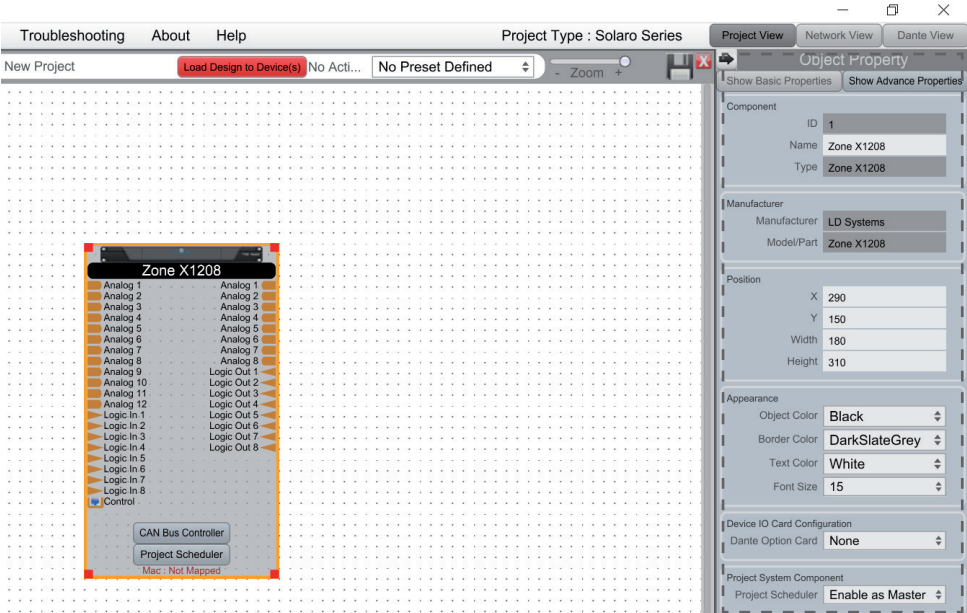 Troubleshooting About Help Project Type : Solaro Series Project View Network View Dante View
New Project Load Design to Device(s) No Acti... No Preset Defined - Zoom +
Object Property
Show Basic Properties Show Advance Properties
Component
ID 1
Name Zone X1208
Type Zone X1208
Manufacturer
Manufacturer LD Systems
Model/Part Zone X1208
Position
X 290
Y 150
Width 180
Height 310
Appearance
Object Color Black
Border Color DarkSlateGrey
Text Color White
Font Size 15
Device IO Card Configuration
Dante Option Card None
Project System Component
Project Scheduler Enable as Master
Zone X1208
Analog 1 Analog 1
Analog 2 Analog 2
Analog 3 Analog 3
Analog 4 Analog 4
Analog 5 Analog 5
Analog 6 Analog 6
Analog 7 Analog 7
Analog 8 Analog 8
Analog 9 Logic Out 1
Analog 10 Logic Out 2
Analog 11 Logic Out 3
Analog 12 Logic Out 4
Logic In 1 Logic Out 5
Logic In 2 Logic Out 6
Logic In 3 Logic Out 7
Logic In 4 Logic Out 8
Logic In 5
Logic In 6
Logic In 7
Logic In 8
Control
CAN Bus Controller
Project Scheduler
Mac : Not Mapped